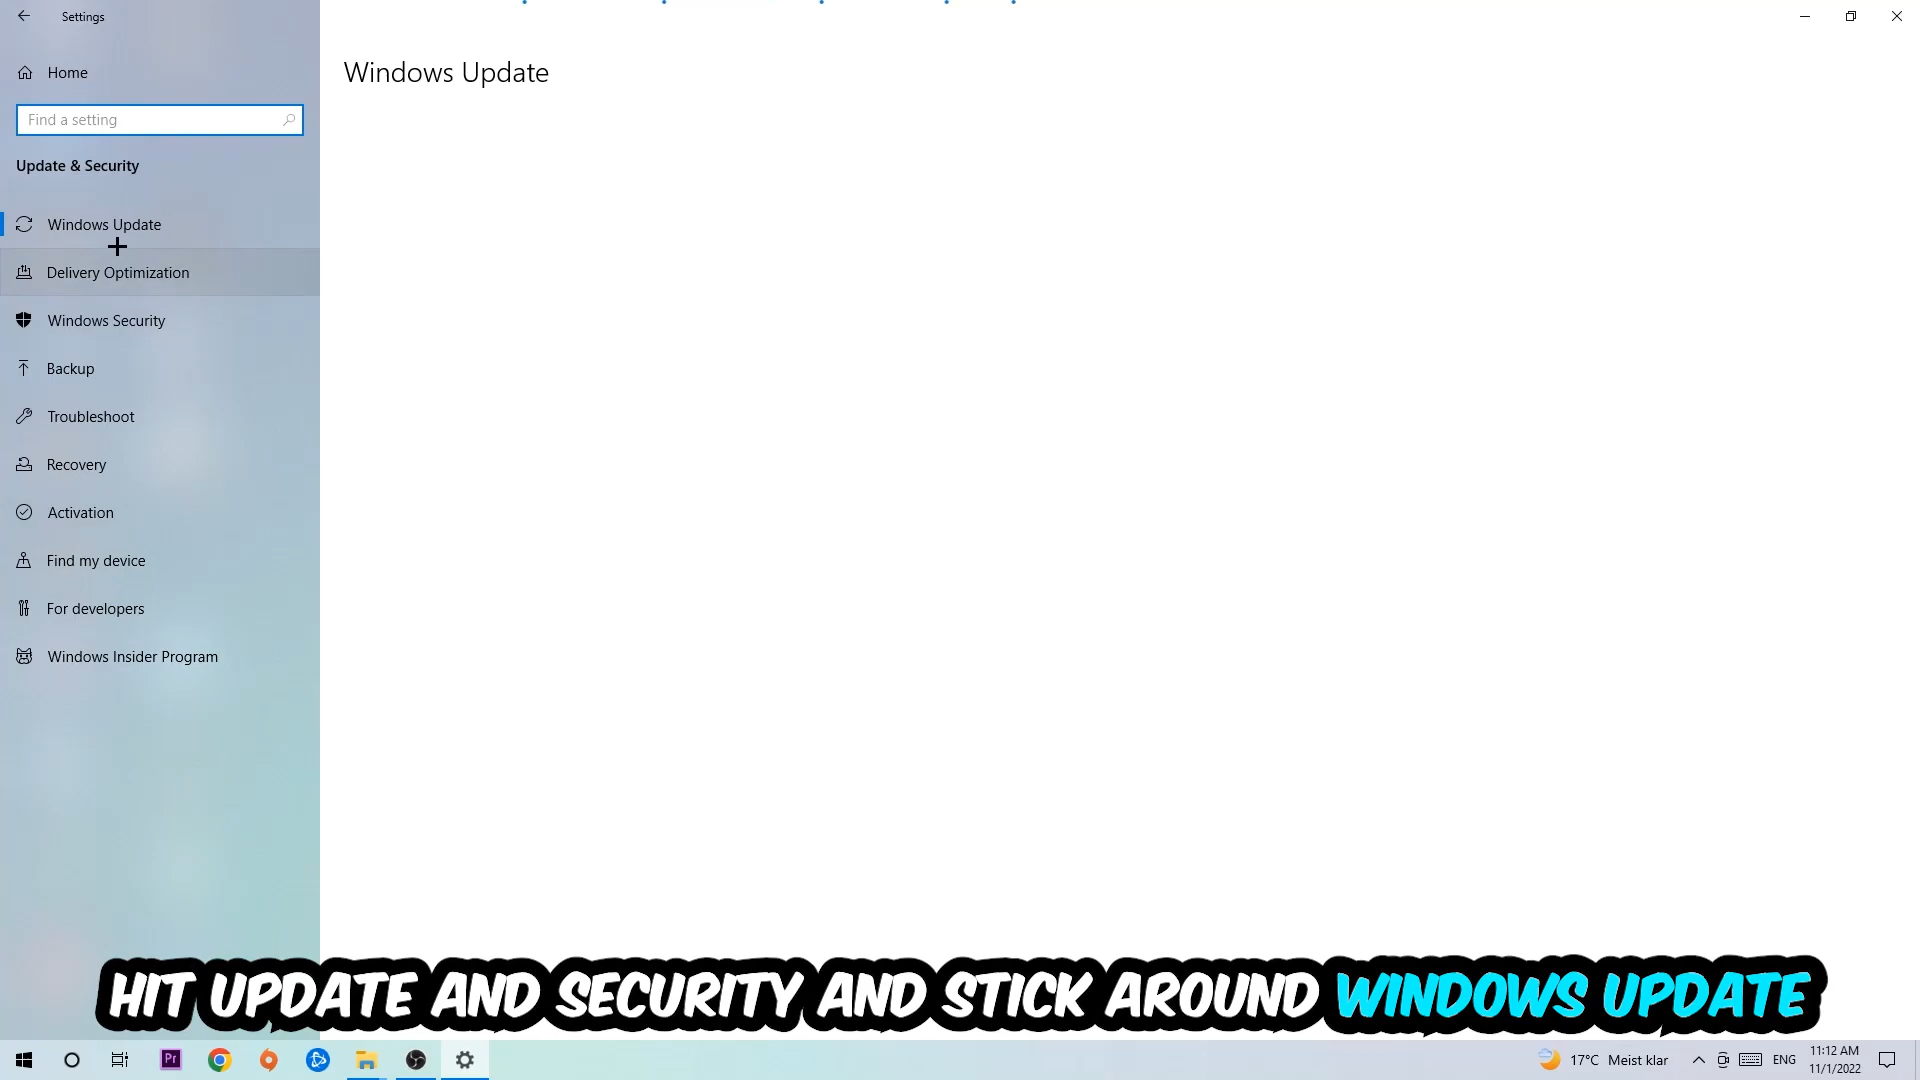 Settings
Home
Find a setting
Update & Security
Windows Update
Delivery Optimization
Windows Security
Backup
Troubleshoot
Recovery
Activation
Find my device
For developers
Windows Insider Program
Windows Update
HIT UPDATE AND SECURITY AND STICK AROUND WINDOWS UPDATE
Pr
17°C Meist klar
ENG
11:12 AM
11/1/2022